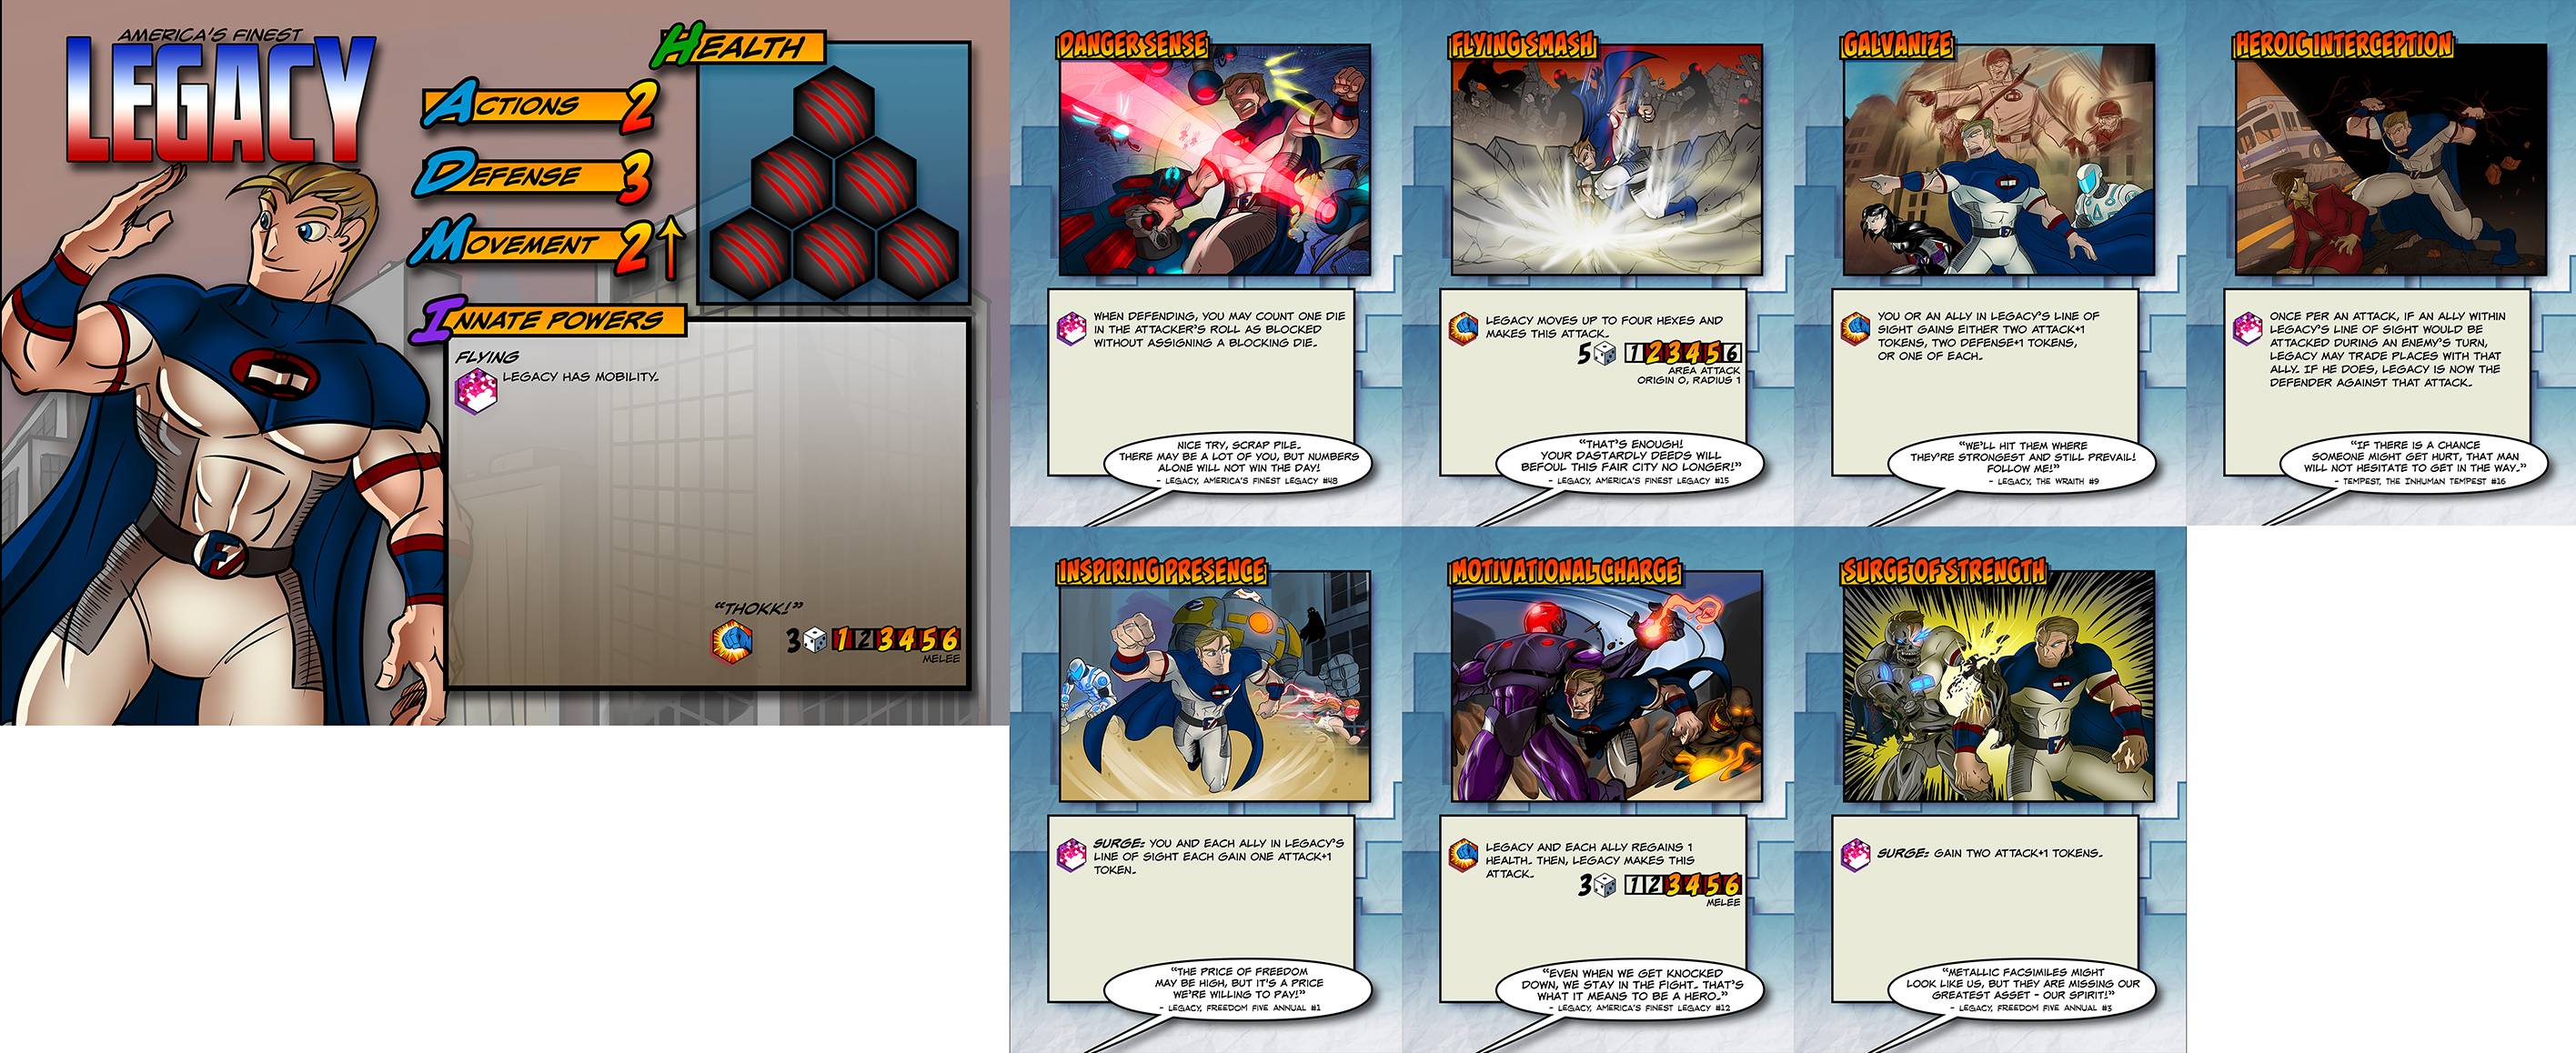 AMERICA'S FINEST
LEGACY
HEALTH
ACTIONS 2
DEFENSE 3
MOVEMENT 2
INNATE POWERS
FLYING
LEGACY HAS MOBILITY.
"THOKK!"
3 1 2 3 4 5 6
MELEE
DANGER SENSE
WHEN DEFENDING, YOU MAY COUNT ONE DIE
IN THE ATTACKER'S ROLL AS BLOCKED
WITHOUT ASSIGNING A BLOCKING DIE.
NICE TRY, SCRAP PILE.
THERE MAY BE A LOT OF YOU, BUT NUMBERS
ALONE WILL NOT WIN THE DAY!
- LEGACY, AMERICA'S FINEST LEGACY #48
FLYING SMASH
LEGACY MOVES UP TO FOUR HEXES AND
MAKES THIS ATTACK.
5 1 2 3 4 5 6
AREA ATTACK
ORIGIN 0, RADIUS 1
"THAT'S ENOUGH!
YOUR DASTARDLY DEEDS WILL
BEFOUL THIS FAIR CITY NO LONGER!"
- LEGACY, AMERICA'S FINEST LEGACY #15
GALVANIZE
YOU OR AN ALLY IN LEGACY'S LINE OF
SIGHT GAINS EITHER TWO ATTACK+1
TOKENS, TWO DEFENSE+1 TOKENS,
OR ONE OF EACH.
"WE'LL HIT THEM WHERE
THEY'RE STRONGEST AND STILL PREVAIL!
FOLLOW ME!"
- LEGACY, THE WRAITH #9
HEROIC INTERCEPTION
ONCE PER AN ATTACK, IF AN ALLY WITHIN
LEGACY'S LINE OF SIGHT WOULD BE
ATTACKED DURING AN ENEMY'S TURN,
LEGACY MAY TRADE PLACES WITH THAT
ALLY. IF HE DOES, LEGACY IS NOW THE
DEFENDER AGAINST THAT ATTACK.
"IF THERE IS A CHANCE
SOMEONE MIGHT GET HURT, THAT MAN
WILL NOT HESITATE TO GET IN THE WAY."
- TEMPEST, THE INHUMAN TEMPEST #16
INSPIRING PRESENCE
SURGE: YOU AND EACH ALLY IN LEGACY'S
LINE OF SIGHT EACH GAIN ONE ATTACK+1
TOKEN.
"THE PRICE OF FREEDOM
MAY BE HIGH, BUT IT'S A PRICE
WE'RE WILLING TO PAY!"
- LEGACY, FREEDOM FIVE ANNUAL #1
MOTIVATIONAL CHARGE
LEGACY AND EACH ALLY REGAINS 1
HEALTH. THEN, LEGACY MAKES THIS
ATTACK.
3 1 2 3 4 5 6
MELEE
"EVEN WHEN WE GET KNOCKED
DOWN, WE STAY IN THE FIGHT. THAT'S
WHAT IT MEANS TO BE A HERO."
- LEGACY, AMERICA'S FINEST LEGACY #12
SURGE OF STRENGTH
SURGE: GAIN TWO ATTACK+1 TOKENS.
"METALLIC FACSIMILES MIGHT
LOOK LIKE US, BUT THEY ARE MISSING OUR
GREATEST ASSET - OUR SPIRIT!"
- LEGACY, FREEDOM FIVE ANNUAL #3